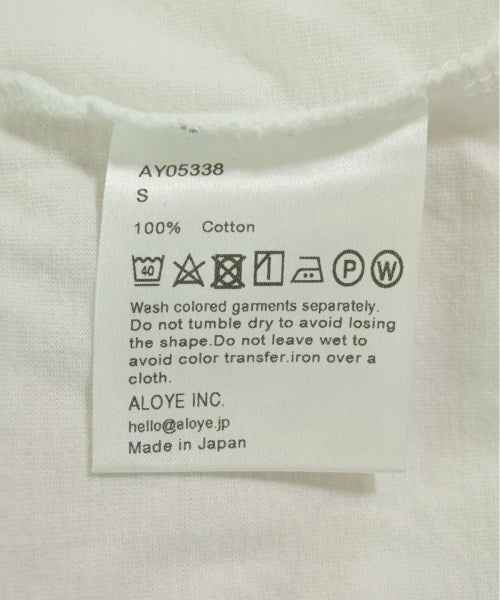 AY05338
S
100% Cotton
40
P
W
Wash colored garments separately.
Do not tumble dry to avoid losing
the shape.Do not leave wet to
avoid color transfer.iron over a
cloth.
ALOYE INC.
hello@aloye.jp
Made in Japan